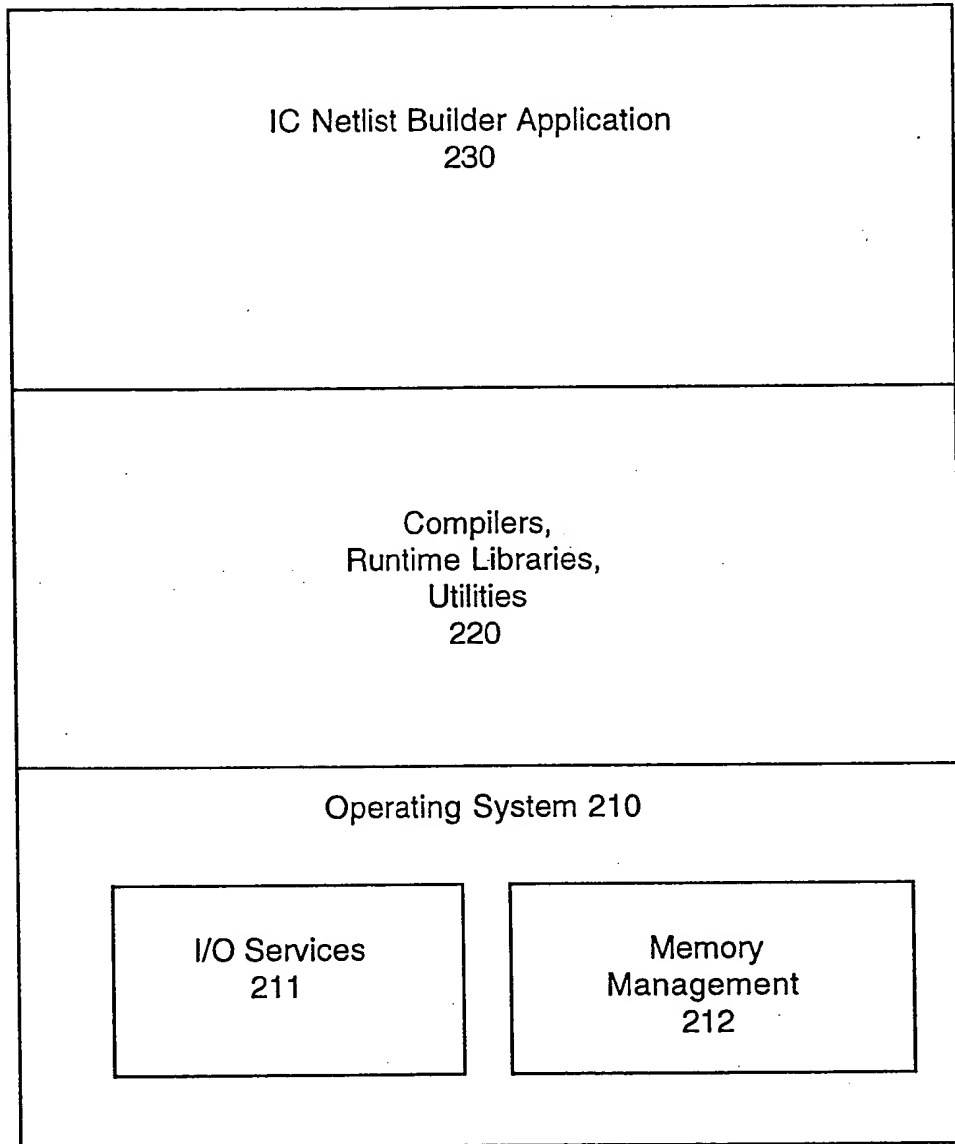 IC Netlist Builder Application
230
Compilers,
Runtime Libraries,
Utilities
220
Operating System 210
I/O Services
211
Memory
Management
212